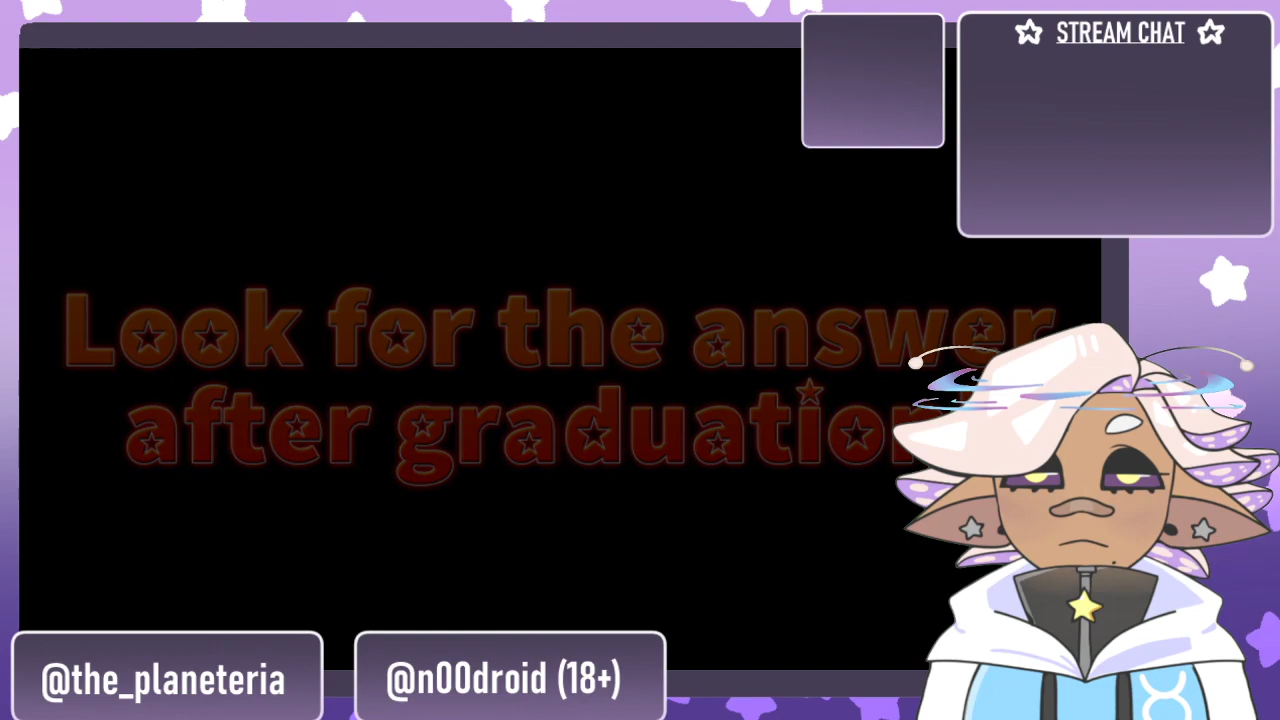 STREAM CHAT
Look for the answer
after graduation
@the_planeteria
@n00droid (18+)